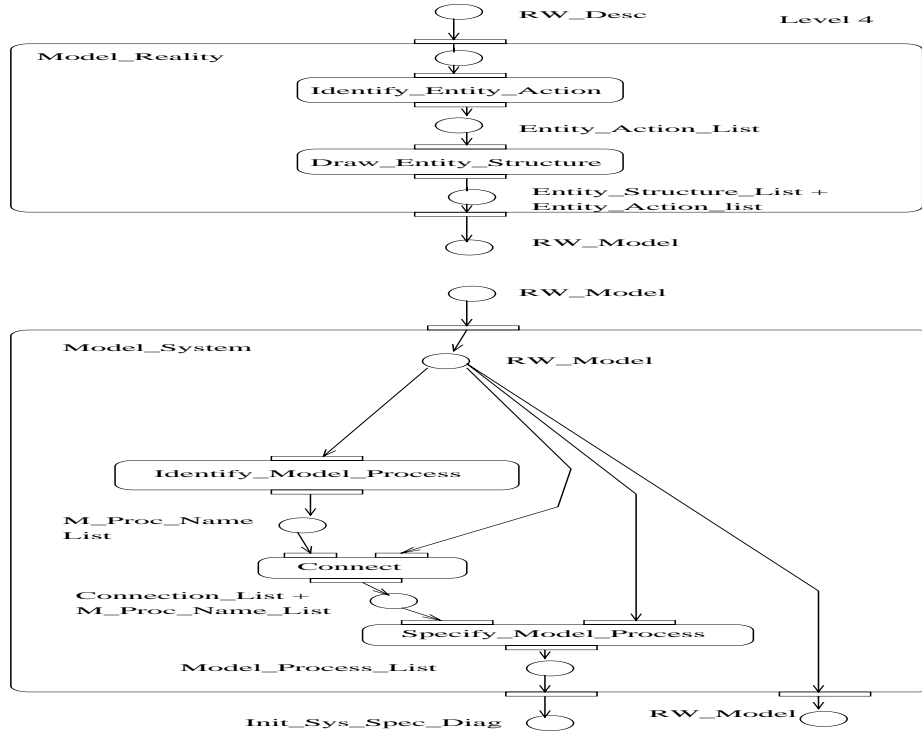 RW_Desc
Level 4
Model_Reality
Identify_Entity_Action
Entity_Action_List
Draw_Entity_Structure
Entity_Structure_List +
Entity_Action_list
RW_Model
RW_Model
Model_System
RW_Model
Identify_Model_Process
M_Proc_Name
List
Connect
Connection_List +
M_Proc_Name_List
Specify_Model_Process
Model_Process_List
Init_Sys_Spec_Diag
RW_Model